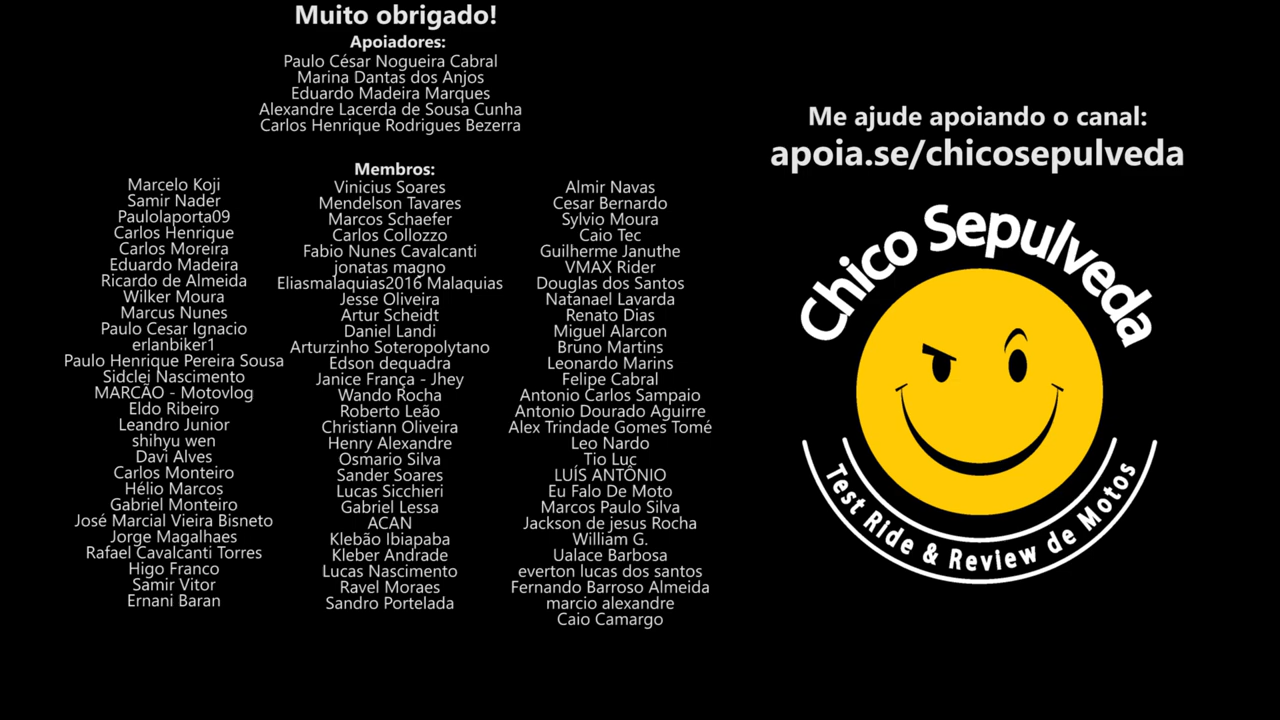 Muito obrigado!
Apoiadores:
Paulo César Nogueira Cabral
Marina Dantas dos Anjos
Eduardo Madeira Marques
Alexandre Lacerda de Sousa Cunha
Carlos Henrique Rodrigues Bezerra
Membros:
Marcelo Koji
Samir Nader
Paulolaporta09
Carlos Henrique
Carlos Moreira
Eduardo Madeira
Ricardo de Almeida
Wilker Moura
Marcus Nunes
Paulo Cesar Ignacio
erlanbiker1
Paulo Henrique Pereira Sousa
Sidclei Nascimento
MARCÃO - Motovlog
Eldo Ribeiro
Leandro Junior
shihyu wen
Davi Alves
Carlos Monteiro
Hélio Marcos
Gabriel Monteiro
José Marcial Vieira Bisneto
Jorge Magalhaes
Rafael Cavalcanti Torres
Higo Franco
Samir Vitor
Ernani Baran
Vinicius Soares
Mendelson Tavares
Marcos Schaefer
Carlos Collozzo
Fabio Nunes Cavalcanti
jonatas magno
Eliasmalaquias2016 Malaquias
Jesse Oliveira
Artur Scheidt
Daniel Landi
Arturzinho Soteropolytano
Edson dequadra
Janice França - Jhey
Wando Rocha
Roberto Leão
Christiann Oliveira
Henry Alexandre
Osmario Silva
Sander Soares
Lucas Sicchieri
Gabriel Lessa
ACAN
Klebão Ibiapaba
Kleber Andrade
Lucas Nascimento
Ravel Moraes
Sandro Portelada
Almir Navas
Cesar Bernardo
Sylvio Moura
Caio Tec
Guilherme Januthe
VMAX Rider
Douglas dos Santos
Natanael Lavarda
Renato Dias
Miguel Alarcon
Bruno Martins
Leonardo Marins
Felipe Cabral
Antonio Carlos Sampaio
Antonio Dourado Aguirre
Alex Trindade Gomes Tomé
Leo Nardo
Tio Luc
LUÍS ANTÔNIO
Eu Falo De Moto
Marcos Paulo Silva
Jackson de jesus Rocha
William G.
Ualace Barbosa
everton lucas dos santos
Fernando Barroso Almeida
marcio alexandre
Caio Camargo
Me ajude apoiando o canal:
apoia.se/chicosepulveda
Chico Sepulveda
Test Ride & Review de Motos